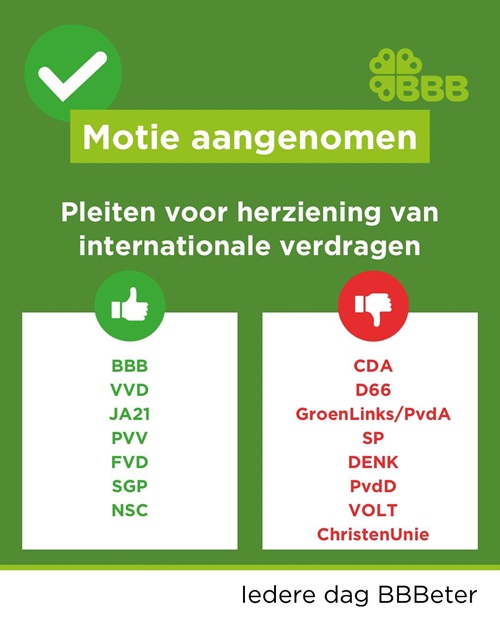 BBB
Motie aangenomen
Pleiten voor herziening van
internationale verdragen
BBB
VVD
JA21
PVV
FVD
SGP
NSC
CDA
D66
GroenLinks/PvdA
SP
DENK
PvdD
VOLT
ChristenUnie
Iedere dag BBBeter